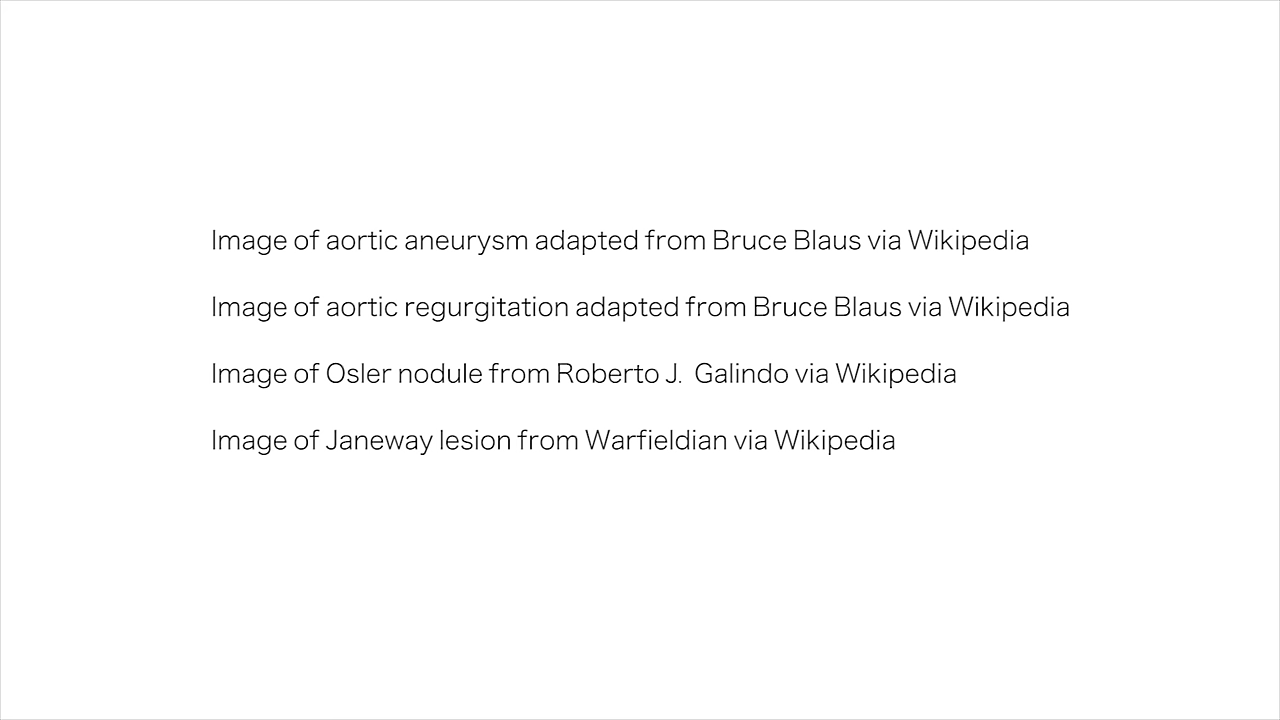 Image of aortic aneurysm adapted from Bruce Blaus via Wikipedia
Image of aortic regurgitation adapted from Bruce Blaus via Wikipedia
Image of Osler nodule from Roberto J.  Galindo via Wikipedia
Image of Janeway lesion from Warfieldian via Wikipedia